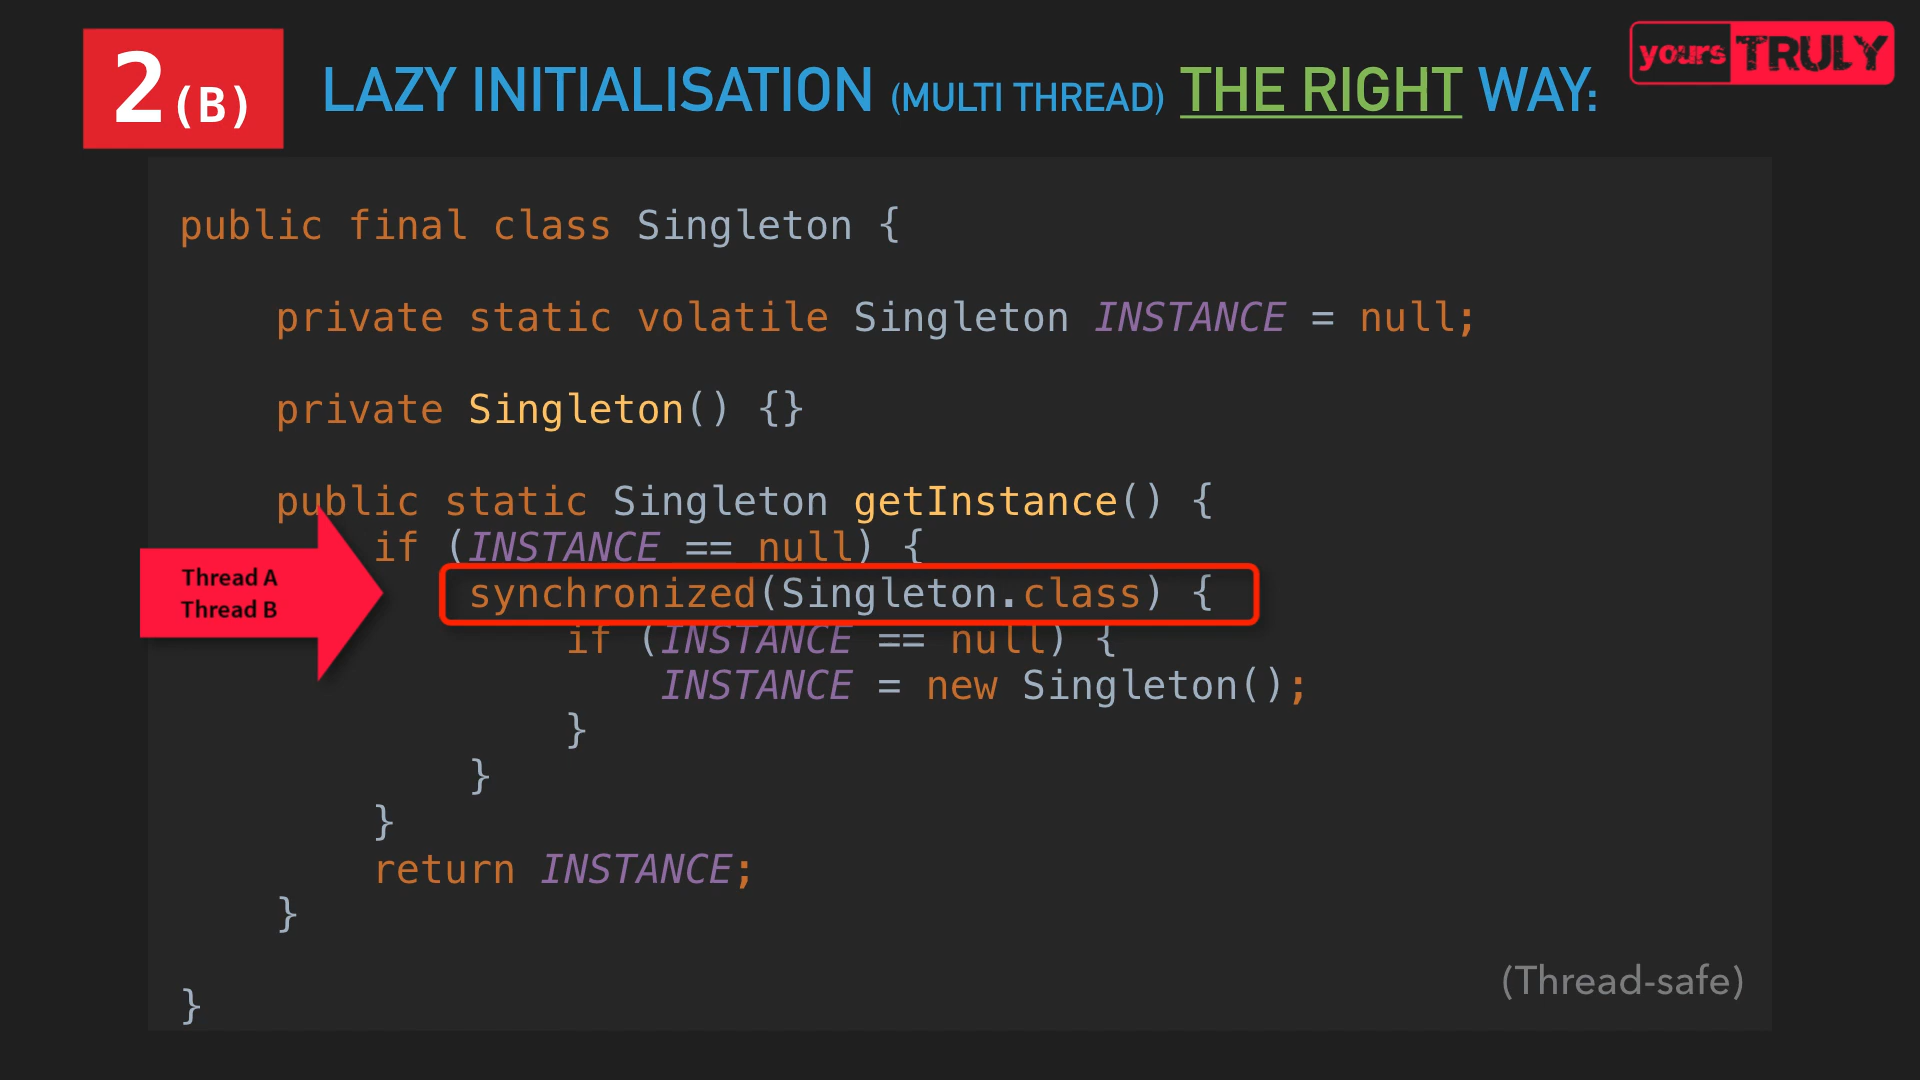 2(B)
LAZY INITIALISATION (MULTI THREAD) THE RIGHT WAY:
yours TRULY
public final class Singleton {
private static volatile Singleton INSTANCE = null;
private Singleton() {}
public static Singleton getInstance() {
if (INSTANCE == null) {
Thread A
Thread B
synchronized(Singleton.class) {
if (INSTANCE == null) {
INSTANCE = new Singleton();
}
}
}
return INSTANCE;
}
(Thread-safe)
}